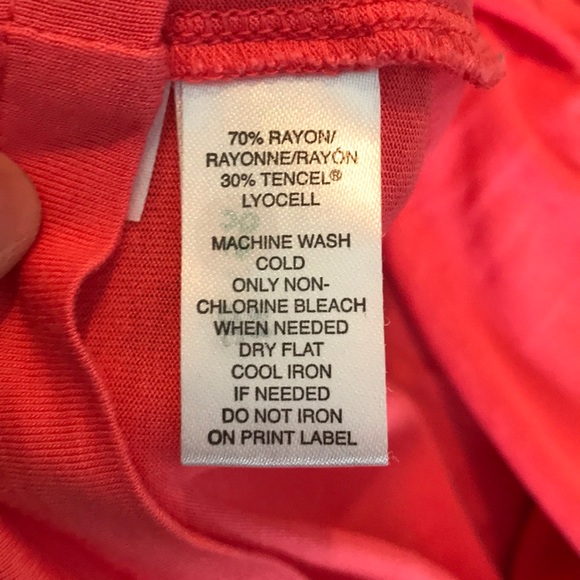 70% RAYON/
RAYONNE/RAYÓN
30% TENCEL®
LYOCELL
MACHINE WASH
COLD
ONLY NON-
CHLORINE BLEACH
WHEN NEEDED
DRY FLAT
COOL IRON
IF NEEDED
DO NOT IRON
ON PRINT LABEL